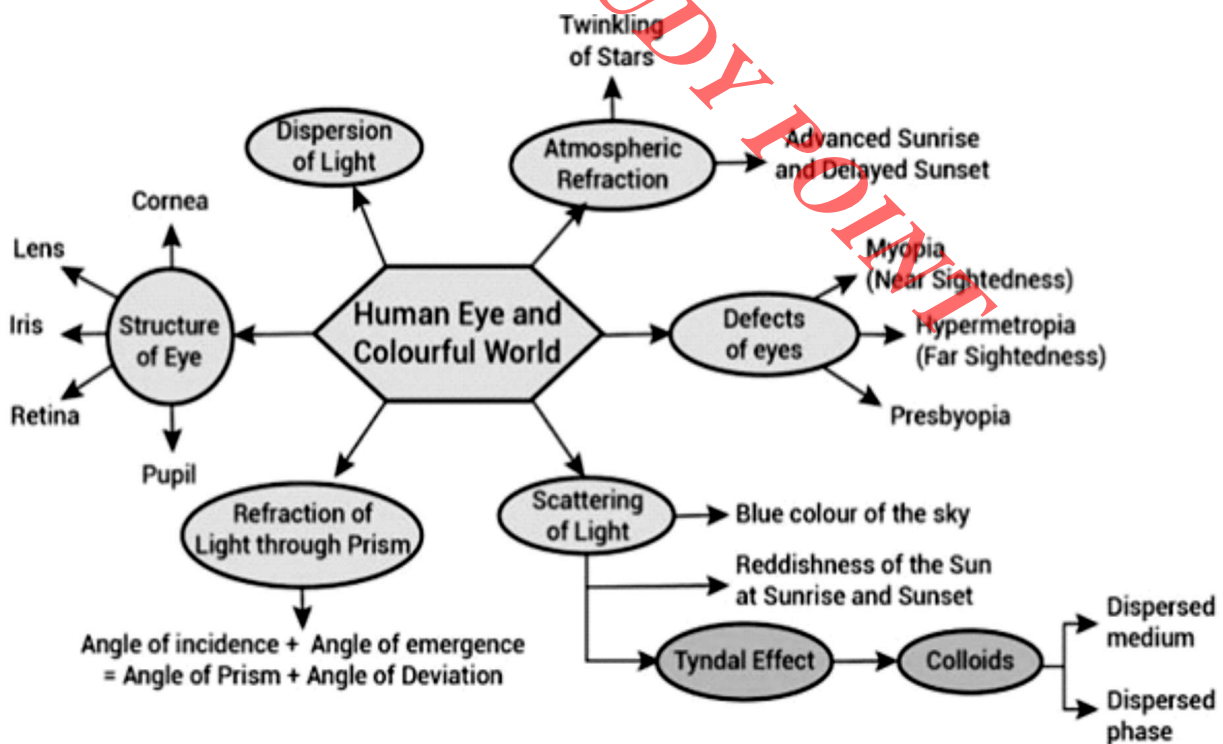 Twinkling
of Stars
UDY POINT
Dispersion
of Light
Atmospheric
Refraction
Advanced Sunrise
and Delayed Sunset
Cornea
Lens
Iris
Structure
of Eye
Retina
Pupil
Human Eye and
Colourful World
Defects
of eyes
Myopia
(Near Sightedness)
Hypermetropia
(Far Sightedness)
Presbyopia
Refraction of
Light through Prism
Angle of incidence + Angle of emergence
= Angle of Prism + Angle of Deviation
Scattering
of Light
Blue colour of the sky
Reddishness of the Sun
at Sunrise and Sunset
Tyndal Effect
Colloids
Dispersed
medium
Dispersed
phase